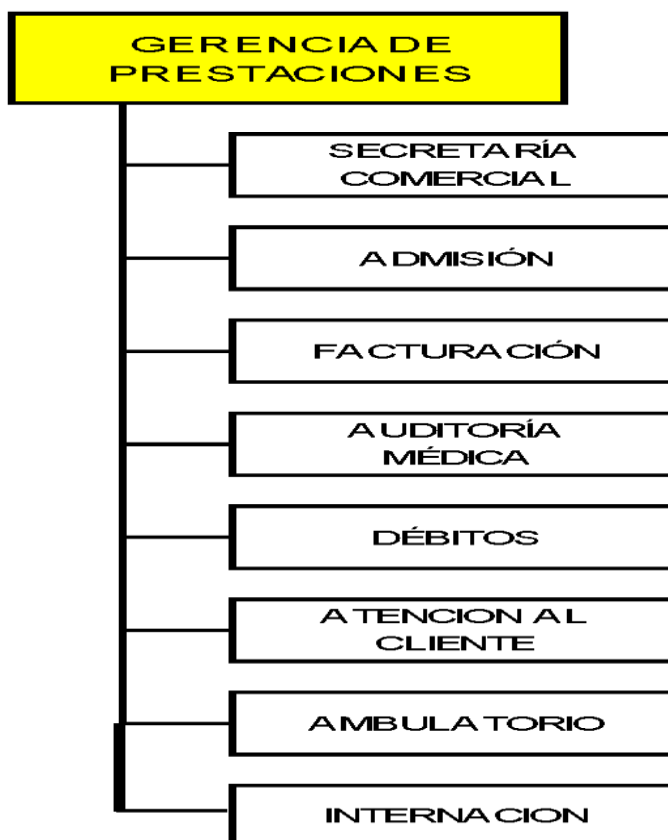 GERENCIA DE
PRESTACIONES
SECRETARÍA
COMERCIAL
ADMISIÓN
FACTURACIÓN
AUDITORÍA
MÉDICA
DÉBITOS
ATENCION AL
CLIENTE
AMBULATORIO
INTERNACION